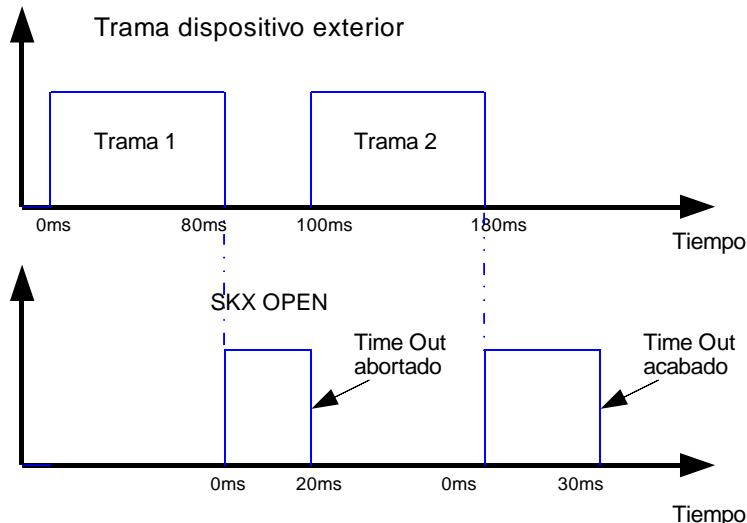 Trama dispositivo exterior
Trama 1
Trama 2
0ms
80ms
100ms
180ms
Tiempo
SKX OPEN
Time Out
abortado
Time Out
acabado
0ms
20ms
0ms
30ms
Tiempo